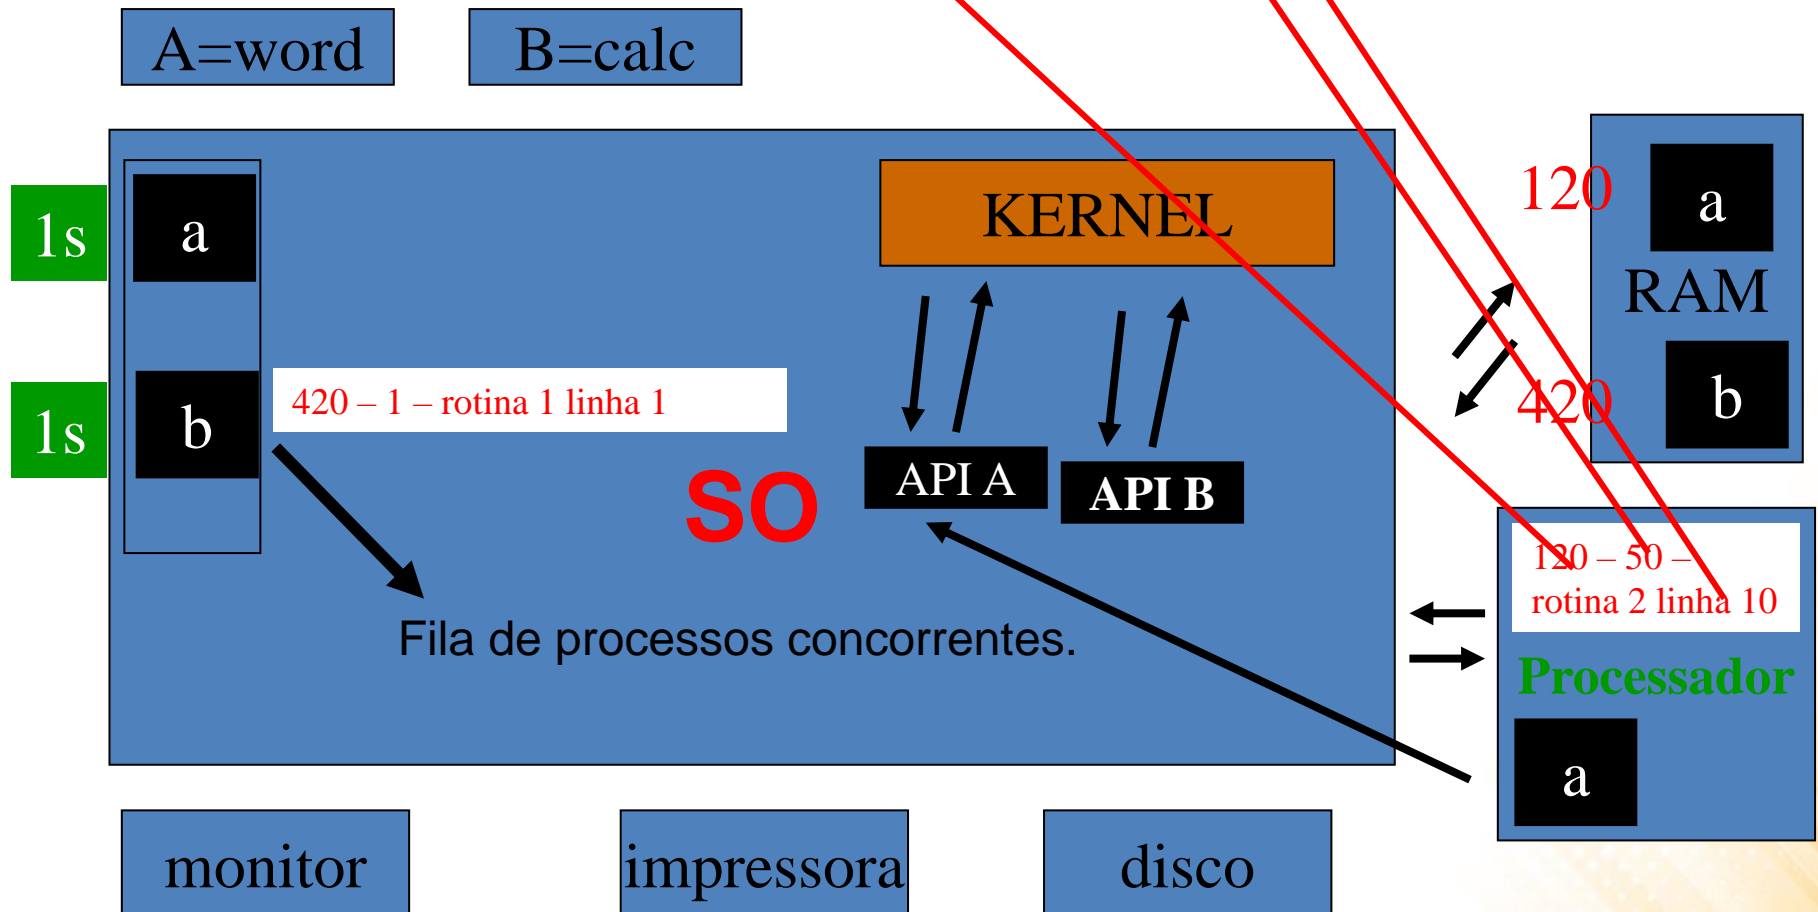 A=word
B=calc
1s
a
KERNEL
120
a
RAM
1s
b
420 – 1 – rotina 1 linha 1
SO
API A
API B
420
b
120 – 50 –
rotina 2 linha 10
Fila de processos concorrentes.
Processador
a
monitor
impressora
disco